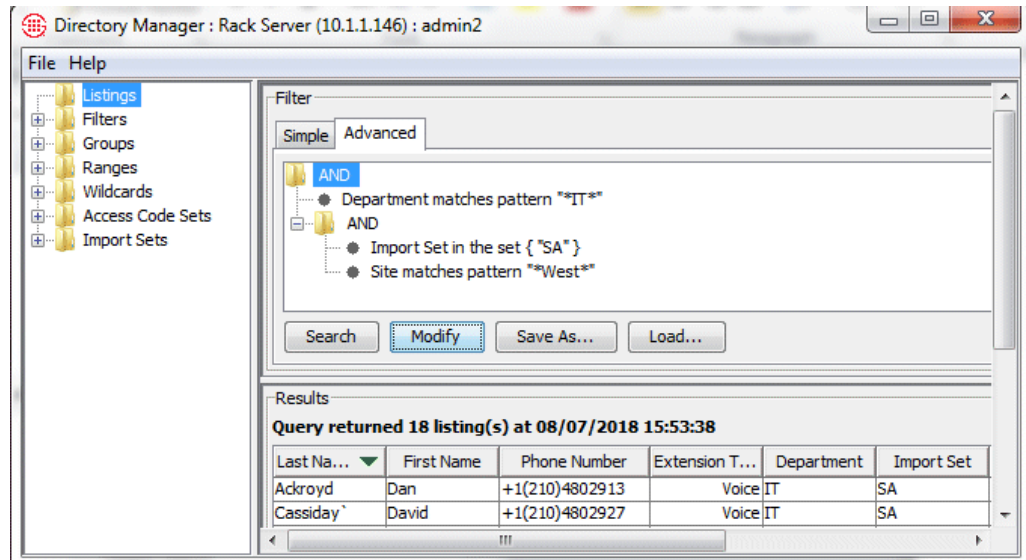 Directory Manager : Rack Server (10.1.1.146) : admin2
File Help
Listings
Filters
Groups
Ranges
Wildcards
Access Code Sets
Import Sets
Filter
Simple Advanced
AND
Department matches pattern "*IT*"
AND
Import Set in the set { "SA" }
Site matches pattern "*West*"
Search Modify Save As... Load...
Results
Query returned 18 listing(s) at 08/07/2018 15:53:38
Last Na... First Name Phone Number Extension T... Department Import Set
Ackroyd Dan +1(210)4802913 Voice IT SA
Cassiday` David +1(210)4802927 Voice IT SA